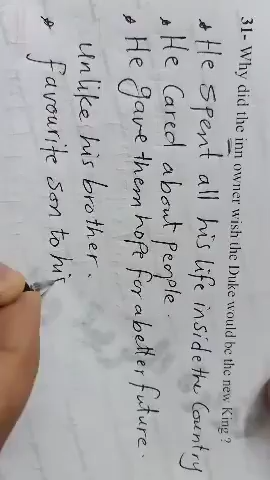 31- Why did the inn owner wish the Duke would be the new King?
* He spent all his life inside the country
* He cared about people.
* He gave them hope for a better future.
unlike his brother.
* favourite son to his